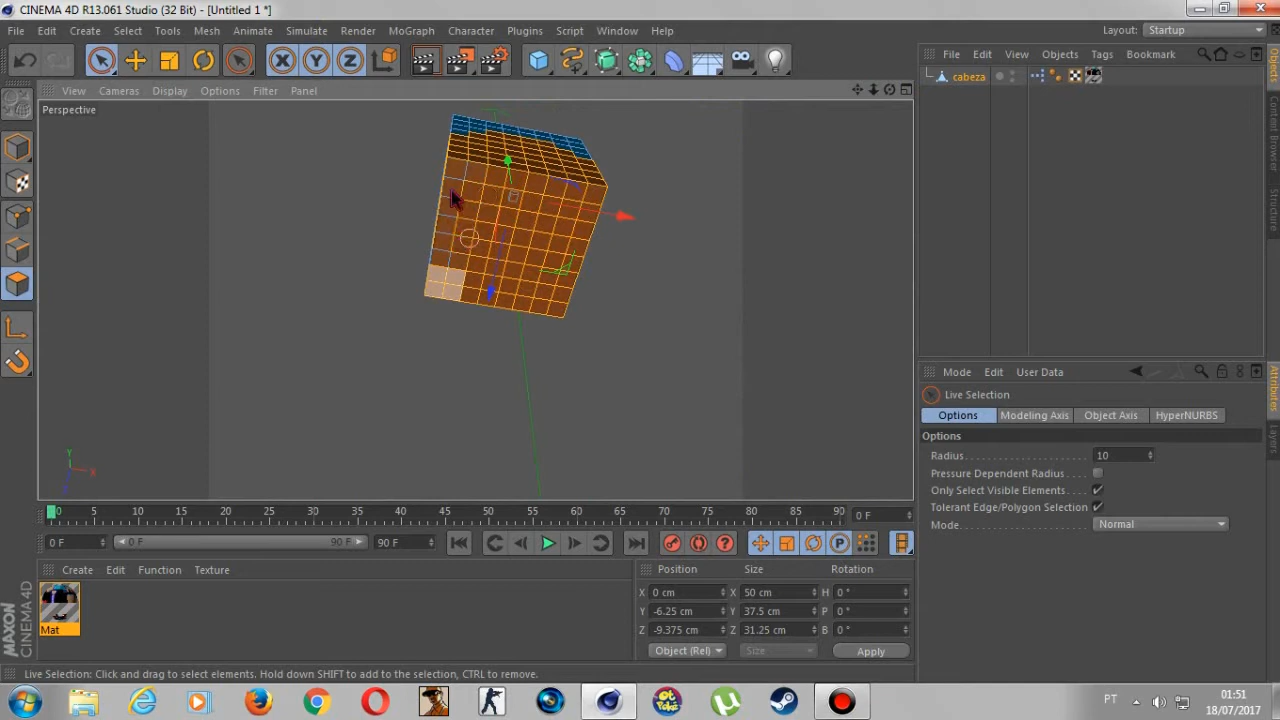 CINEMA 4D R13.061 Studio (32 Bit) - [Untitled 1 *]
File Edit Create Select Tools Mesh Animate Simulate Render MoGraph Character Plugins Script Window Help
Layout: Startup
X Y Z
File Edit View Objects Tags Bookmark
View Cameras Display Options Filter Panel
cabeza
Perspective
Objects
Content Browser
Structure
Mode Edit User Data
Live Selection
Options Modeling Axis Object Axis HyperNURBS
Options
Radius 10
Pressure Dependent Radius
Only Select Visible Elements
Tolerant Edge/Polygon Selection
Mode Normal
Attributes
Layers
Y
X
Z
0 5 10 15 20 25 30 35 40 45 50 55 60 65 70 75 80 85 90 0 F
0 F 0 F 90 F 90 F
P
Create Edit Function Texture
Mat
Position Size Rotation
X 0 cm X 50 cm H 0 °
Y -6.25 cm Y 37.5 cm P 0 °
Z -9.375 cm Z 31.25 cm B 0 °
Object (Rel) Size Apply
MAXON
CINEMA 4D
Live Selection: Click and drag to select elements. Hold down SHIFT to add to the selection, CTRL to remove.
PT
01:51
18/07/2017